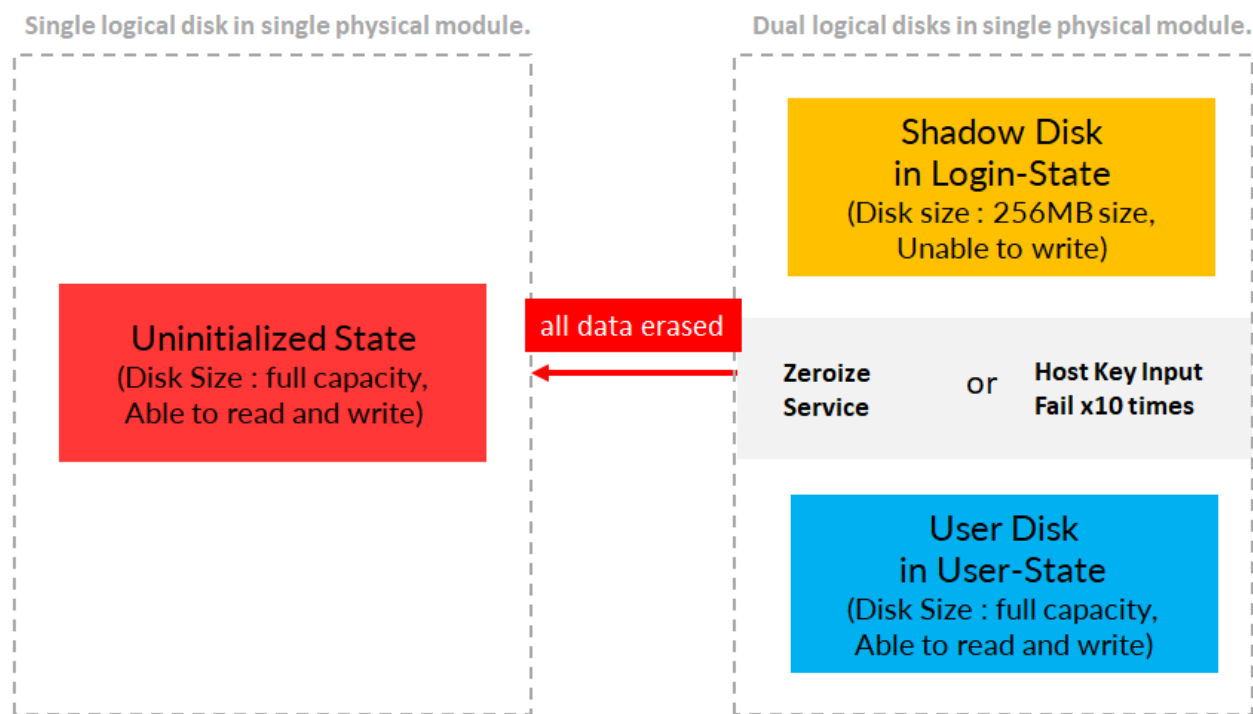 Single logical disk in single physical module.
Dual logical disks in single physical module.
Shadow Disk
in Login-State
(Disk size : 256MB size,
Unable to write)
Uninitialized State
(Disk Size : full capacity,
Able to read and write)
all data erased
Zeroize
Service
or
Host Key Input
Fail x10 times
User Disk
in User-State
(Disk Size : full capacity,
Able to read and write)